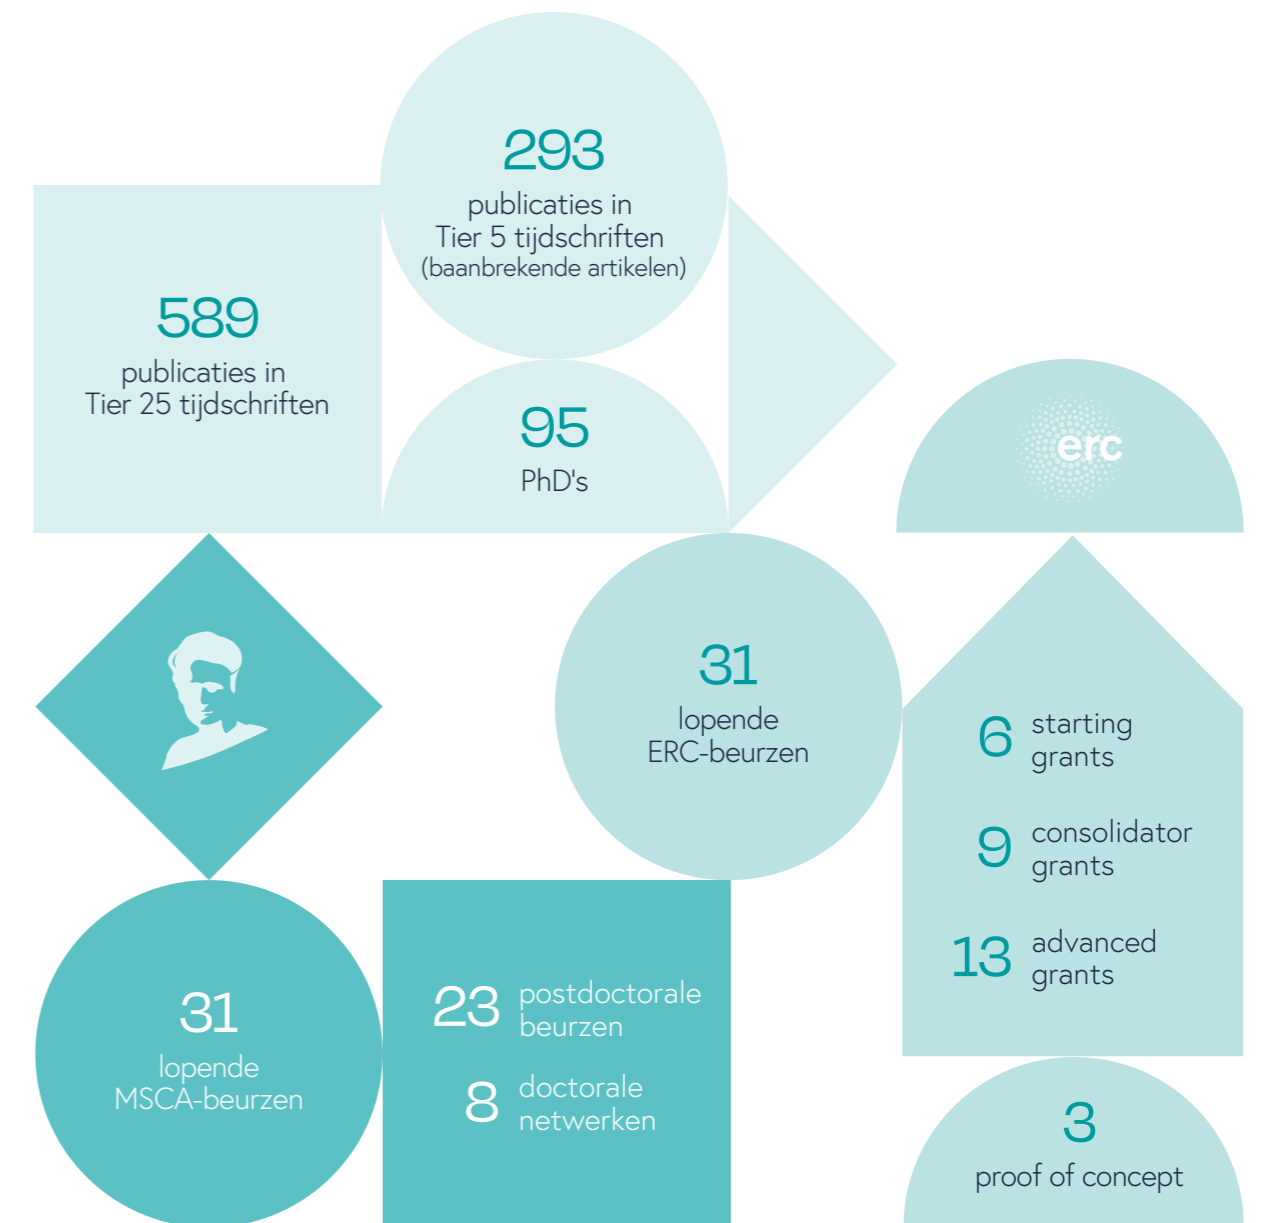 293
publicaties in
Tier 5 tijdschriften
(baanbrekende artikelen)
589
publicaties in
Tier 25 tijdschriften
95
PhD's
erc
31
lopende
ERC-beurzen
6 starting
grants
9 consolidator
grants
13 advanced
grants
31
lopende
MSCA-beurzen
23 postdoctorale
beurzen
8 doctorale
netwerken
3
proof of concept